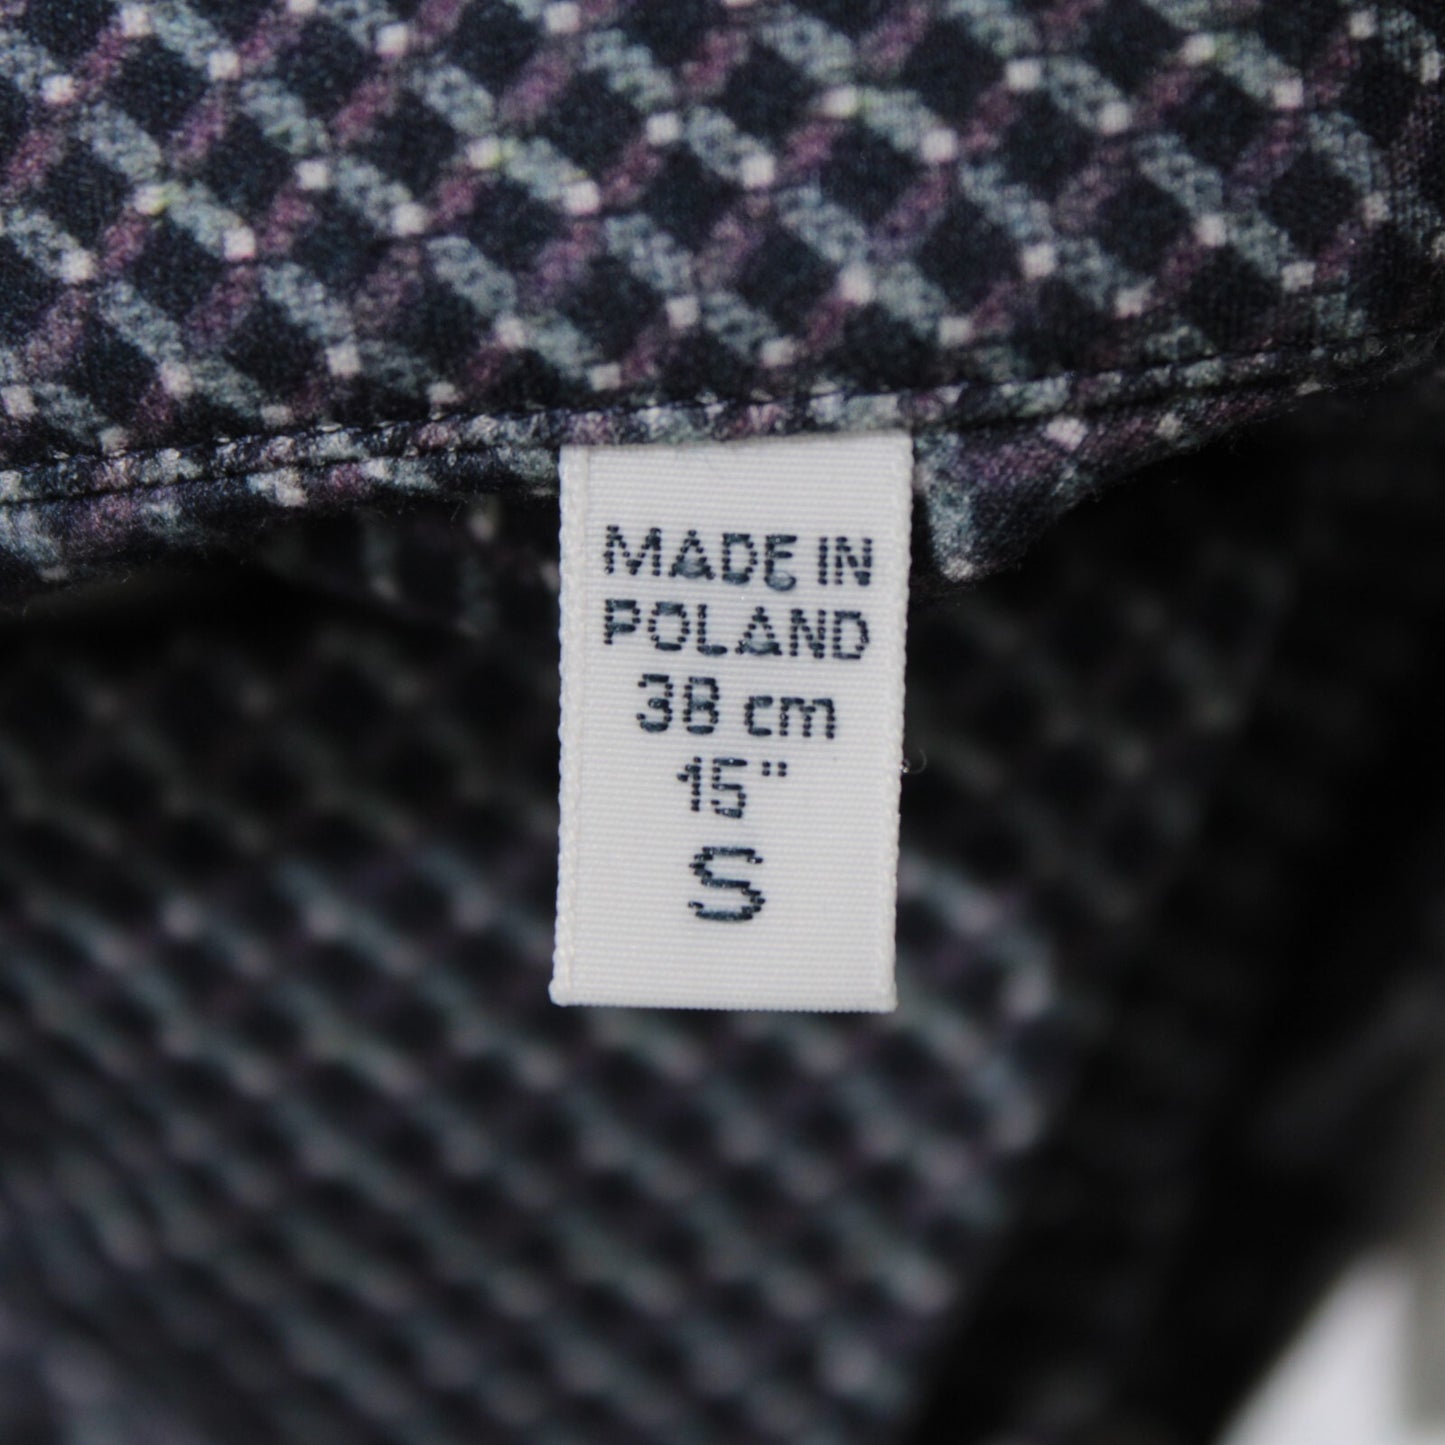 MADE IN
POLAND
38 cm
15"
S